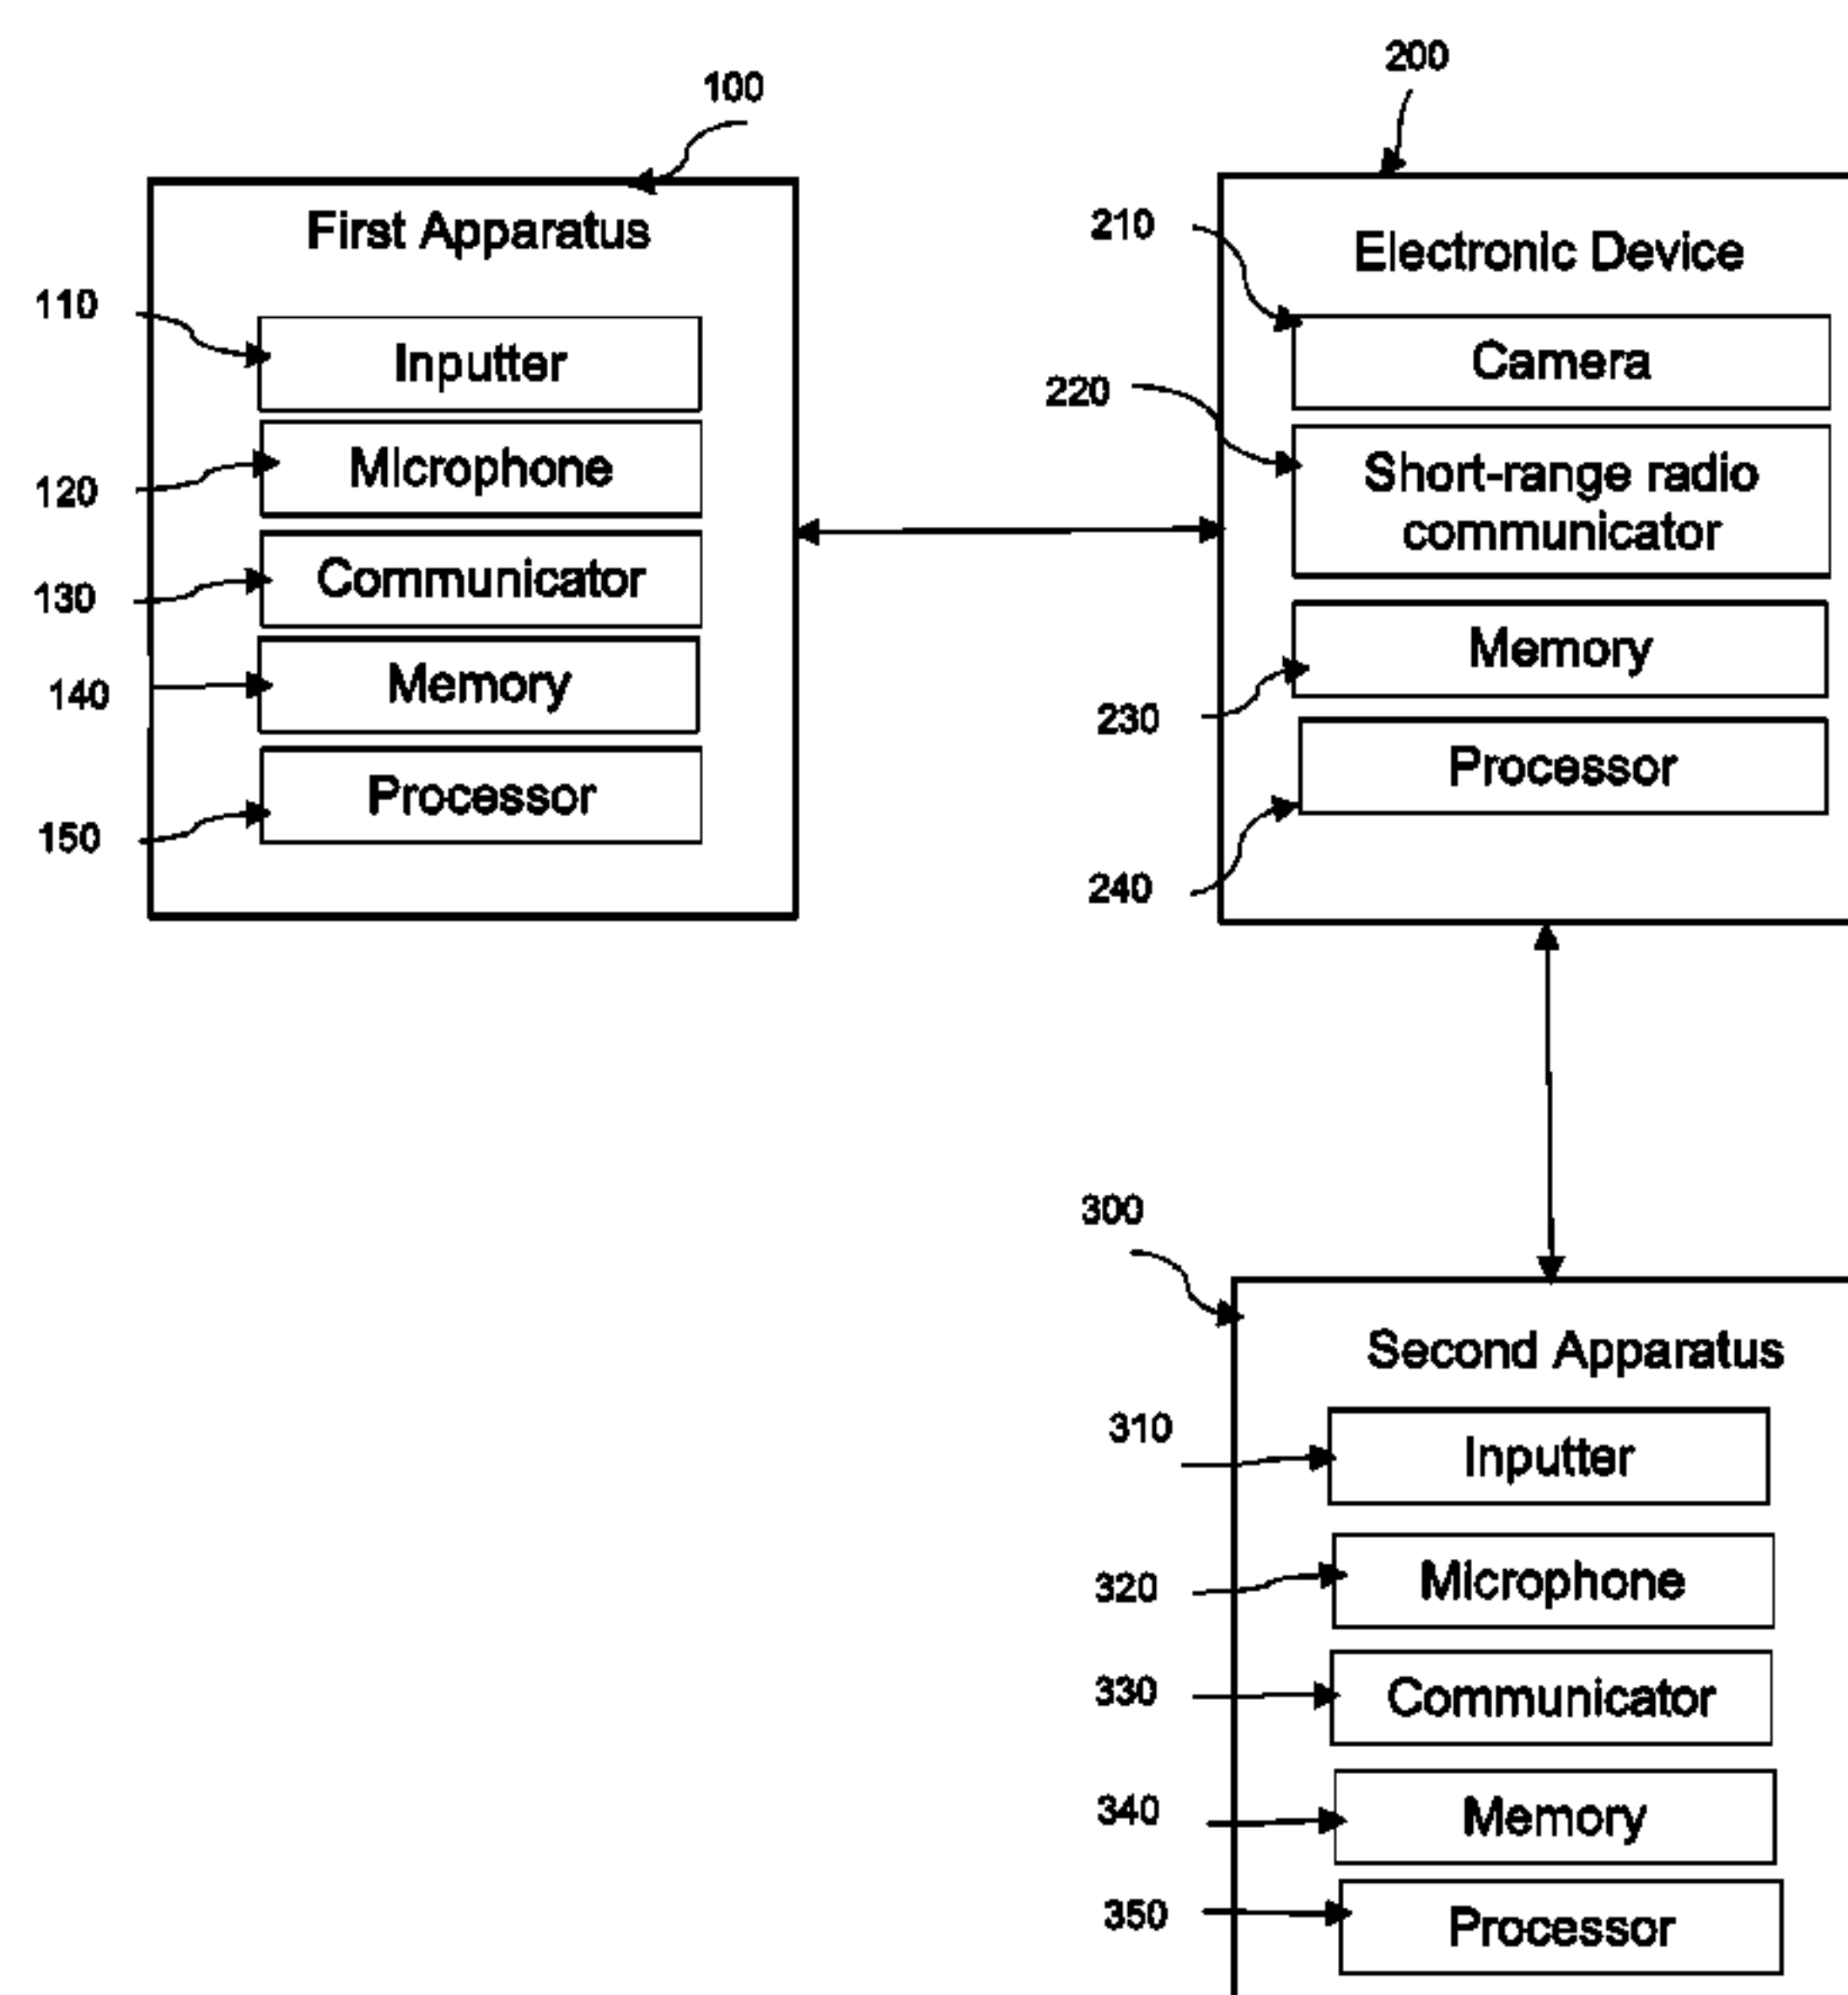 100
First Apparatus
110
Inputter
120
Microphone
130
Communicator
140
Memory
150
Processor
200
Electronic Device
210
Camera
220
Short-range radio
communicator
230
Memory
Processor
240
300
Second Apparatus
310
Inputter
320
Microphone
330
Communicator
340
Memory
350
Processor